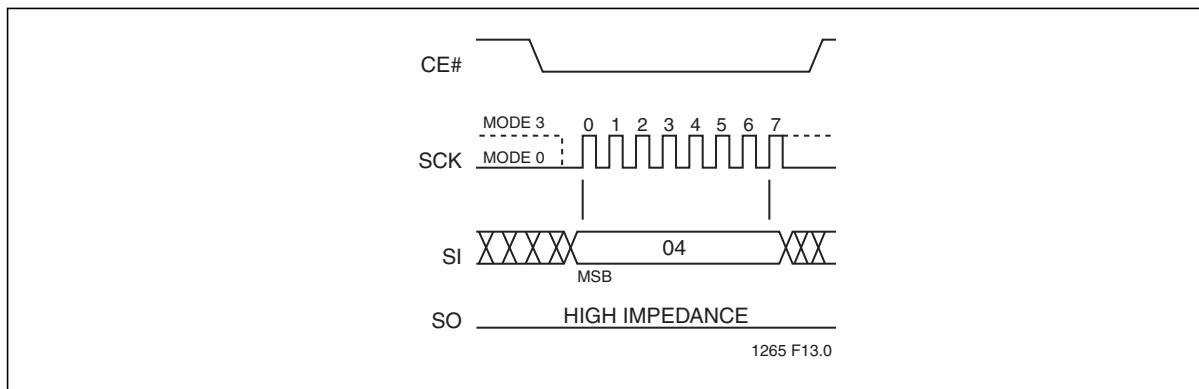 CE#
MODE 3
0 1 2 3 4 5 6 7
SCK
MODE 0
SI
04
MSB
SO
HIGH IMPEDANCE
1265 F13.0